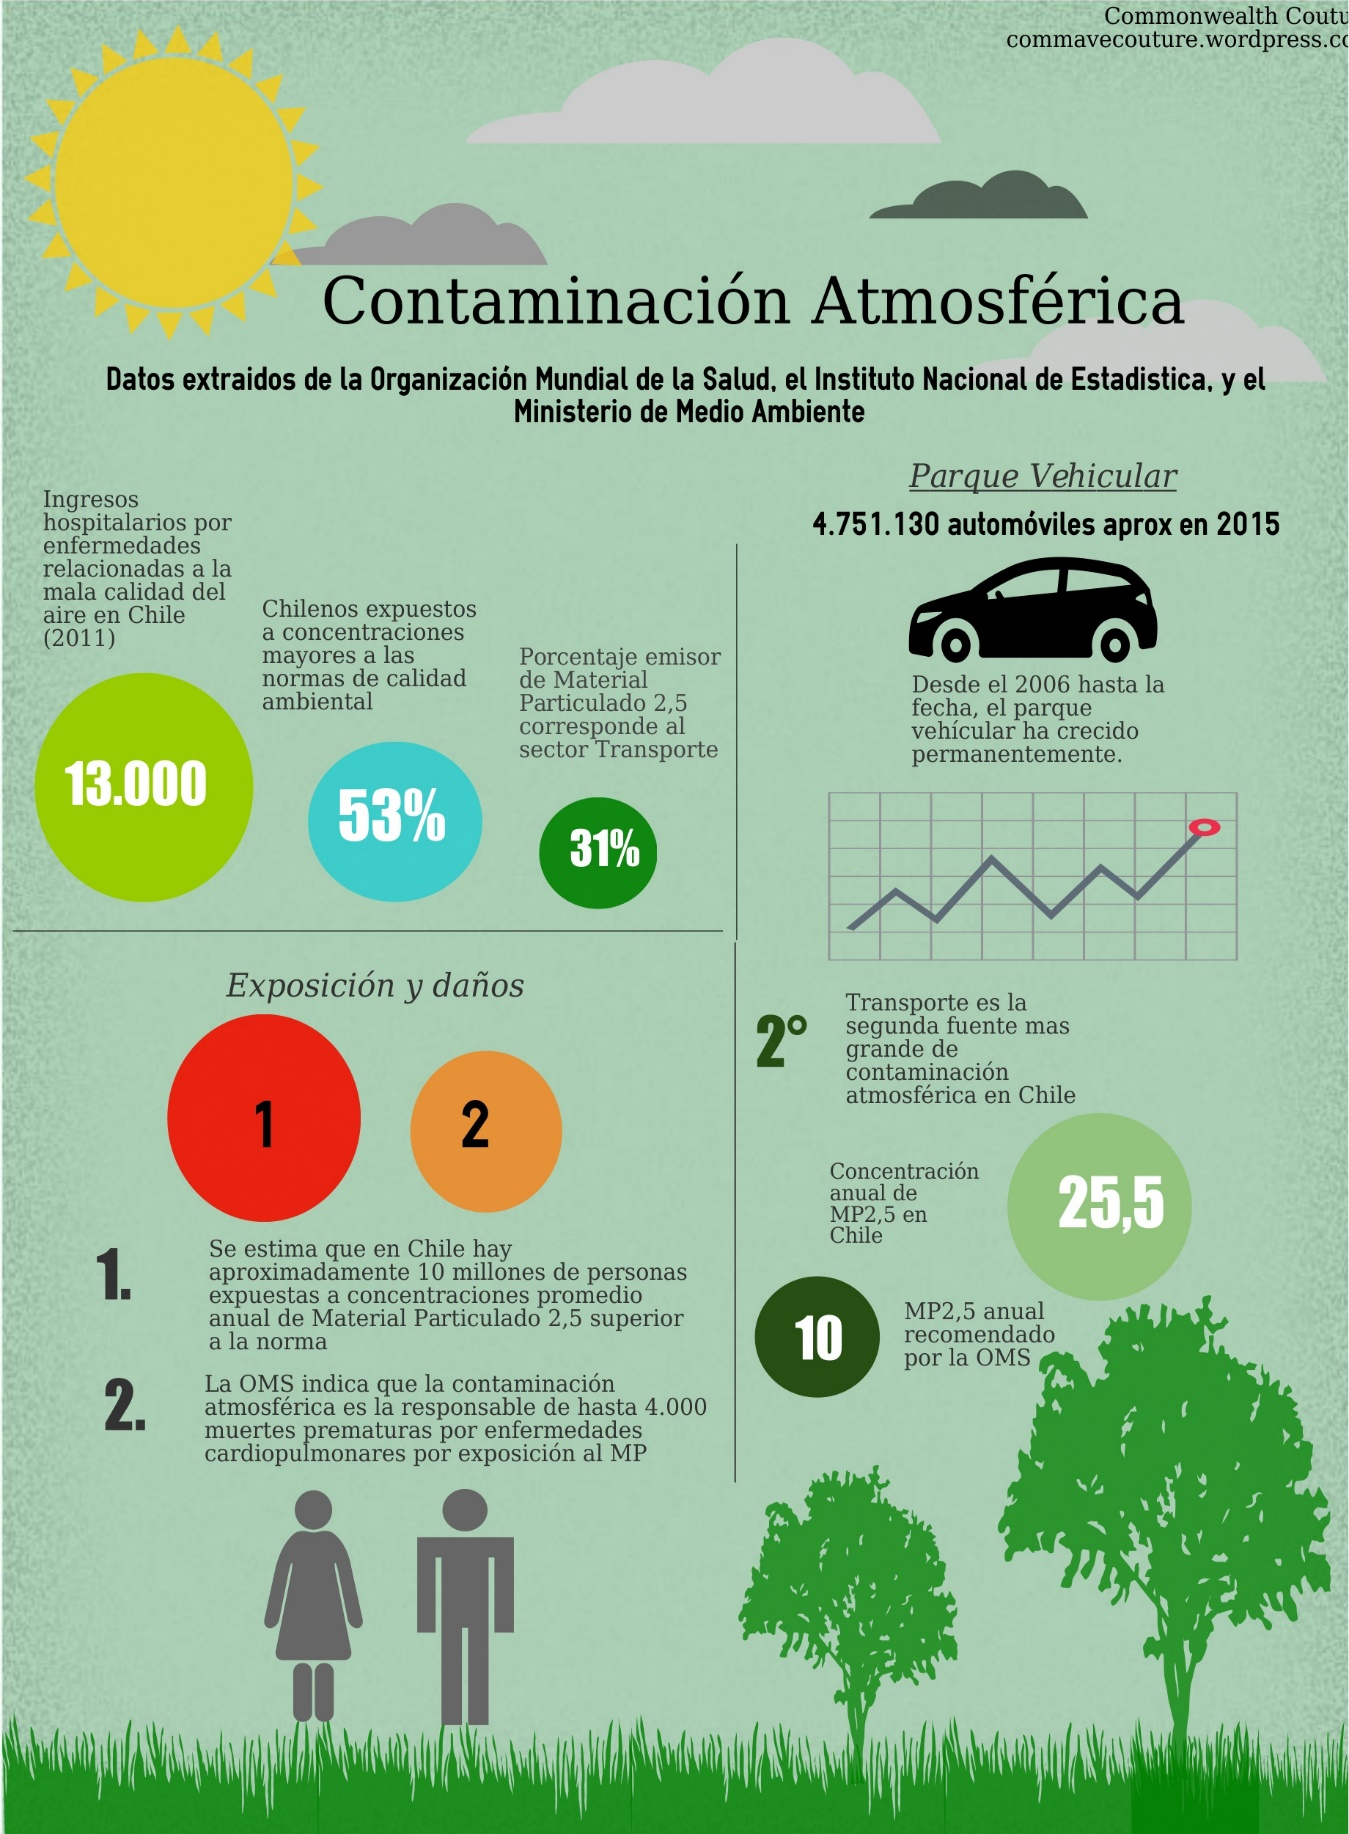 Commonwealth Coutu
commavecouture.wordpress.co
Contaminación Atmosférica
Datos extraidos de la Organización Mundial de la Salud, el Instituto Nacional de Estadistica, y el
Ministerio de Medio Ambiente
Ingresos
hospitalarios por
enfermedades
relacionadas a la
mala calidad del
aire en Chile
(2011)
13.000
Chilenos expuestos
a concentraciones
mayores a las
normas de calidad
ambiental
53%
Porcentaje emisor
de Material
Particulado 2,5
corresponde al
sector Transporte
31%
Parque Vehicular
4.751.130 automóviles aprox en 2015
Desde el 2006 hasta la
fecha, el parque
vehícular ha crecido
permanentemente.
Exposición y daños
1
2
1.
Se estima que en Chile hay
aproximadamente 10 millones de personas
expuestas a concentraciones promedio
anual de Material Particulado 2,5 superior
a la norma
2.
La OMS indica que la contaminación
atmosférica es la responsable de hasta 4.000
muertes prematuras por enfermedades
cardiopulmonares por exposición al MP
2°
Transporte es la
segunda fuente mas
grande de
contaminación
atmosférica en Chile
Concentración
anual de
MP2,5 en
Chile
25,5
10
MP2,5 anual
recomendado
por la OMS